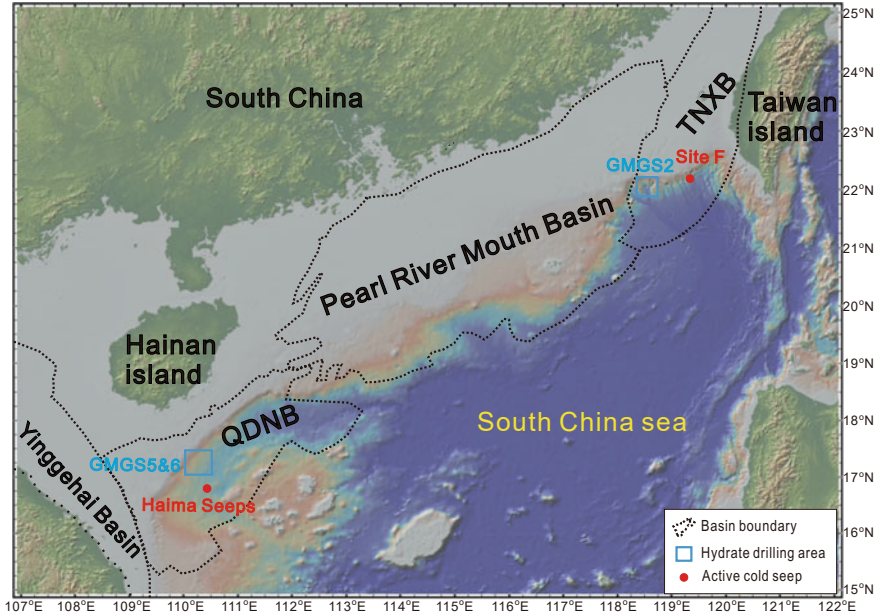 25°N
24°N
23°N
22°N
21°N
20°N
19°N
18°N
17°N
16°N
15°N
South China
TNXB
Taiwan
island
GMGS2
Site F
Pearl River Mouth Basin
Hainan
island
QDNB
South China sea
GMGS5&6
Haima Seeps
Yinggehai Basin
Basin boundary
Hydrate drilling area
Active cold seep
107°E 108°E 109°E 110°E 111°E 112°E 113°E 114°E 115°E 116°E 117°E 118°E 119°E 120°E 121°E 122°E